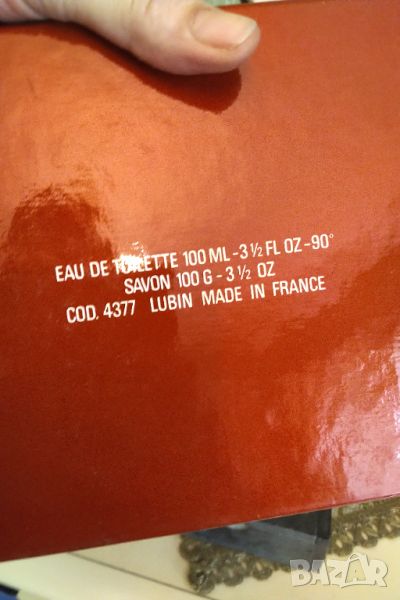 EAU DE TOILETTE 100 ML - 3 ½ FL OZ - 90°
SAVON 100 G - 3 ½ OZ
COD. 4377 LUBIN MADE IN FRANCE
BAZAR